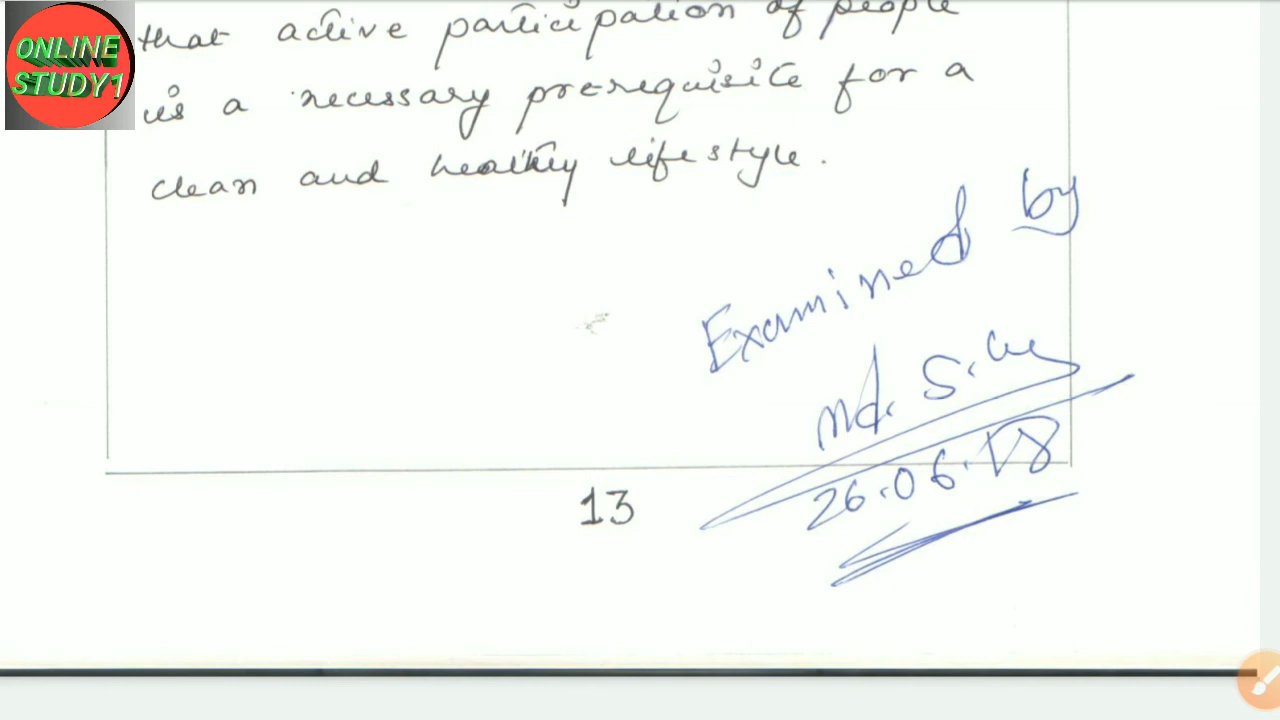 ONLINE
STUDY1
that active participation of people
is a necessary prerequisite for a
clean and healthy lifestyle.
Examined by
Md. S.
26.06.18
13